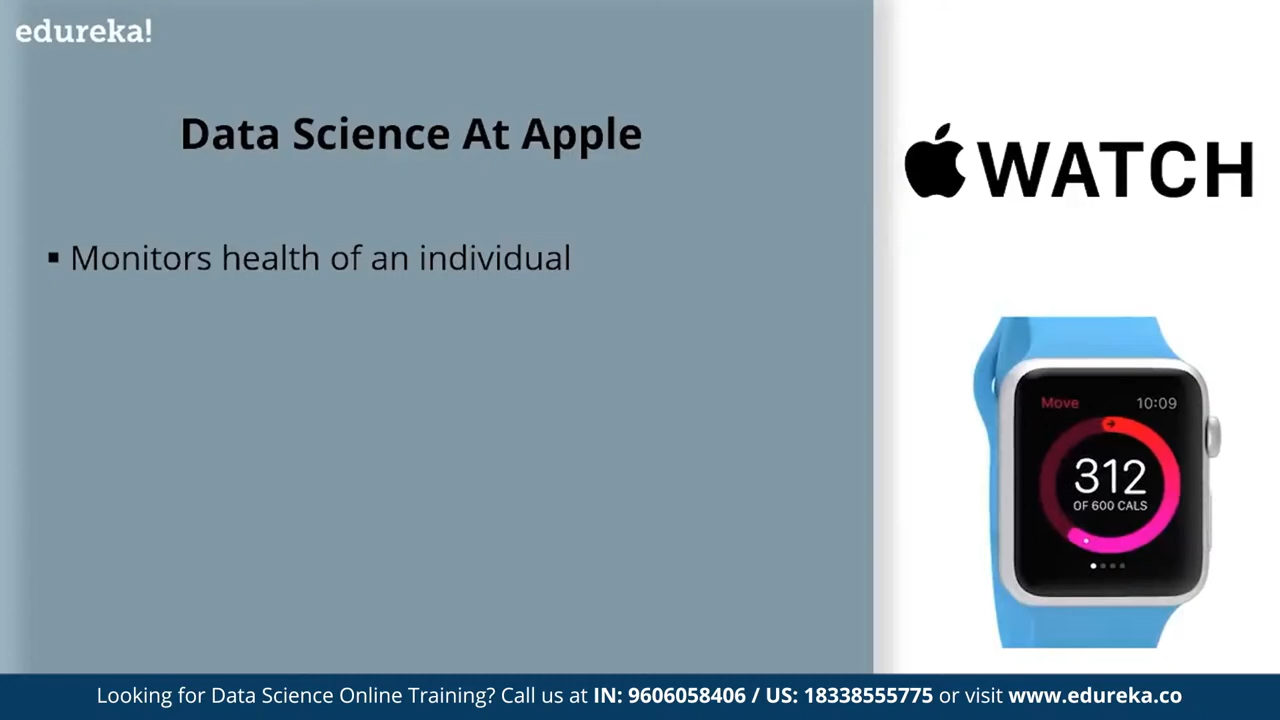 edureka!
Data Science At Apple
▪ Monitors health of an individual
WATCH
Move 10:09
312
OF 600 CALS
Looking for Data Science Online Training? Call us at IN: 9606058406 / US: 18338555775 or visit www.edureka.co